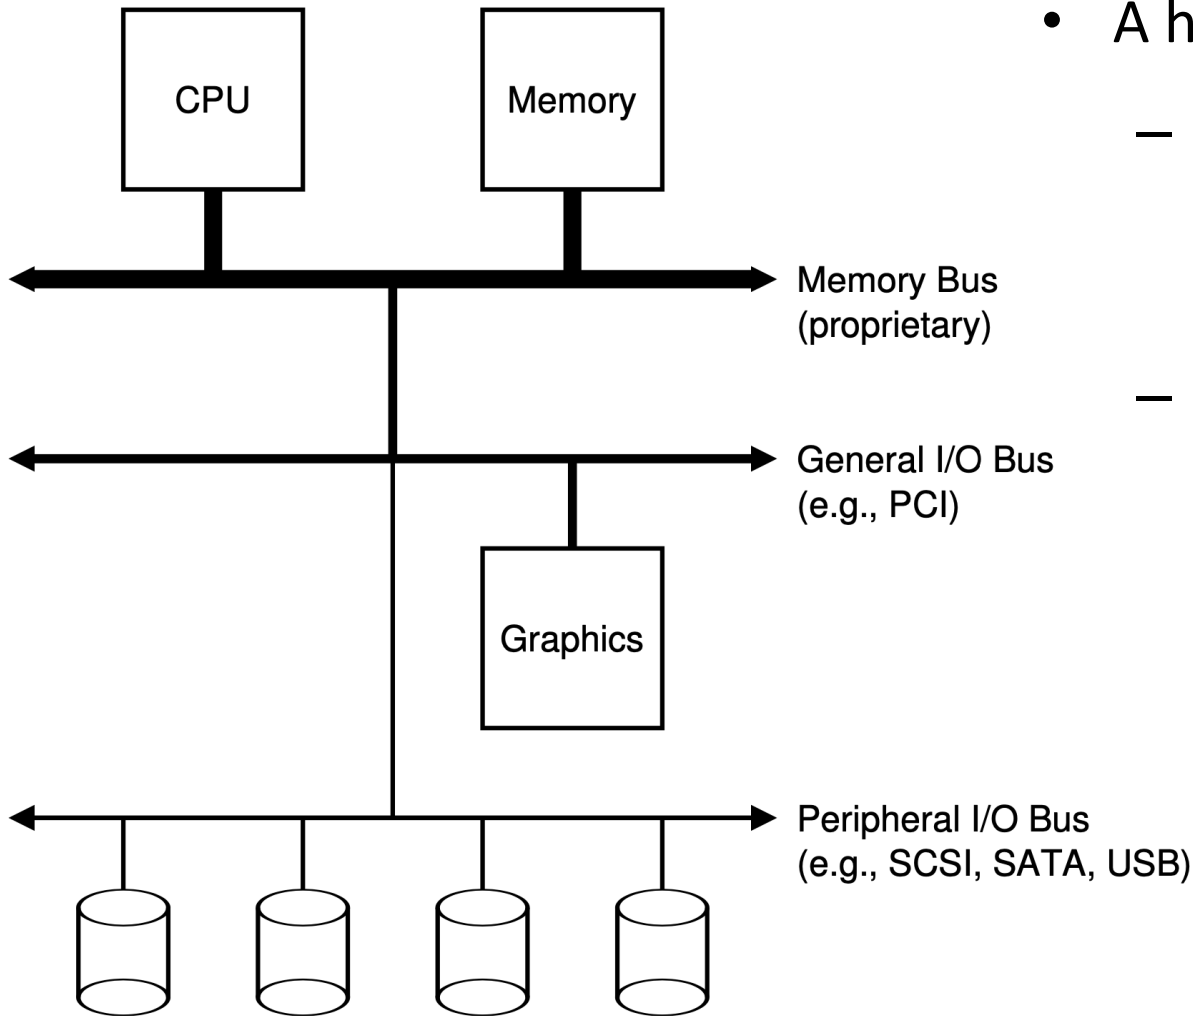 CPU
Memory
• A h
–
Memory Bus
(proprietary)
–
General I/O Bus
(e.g., PCI)
Graphics
Peripheral I/O Bus
(e.g., SCSI, SATA, USB)